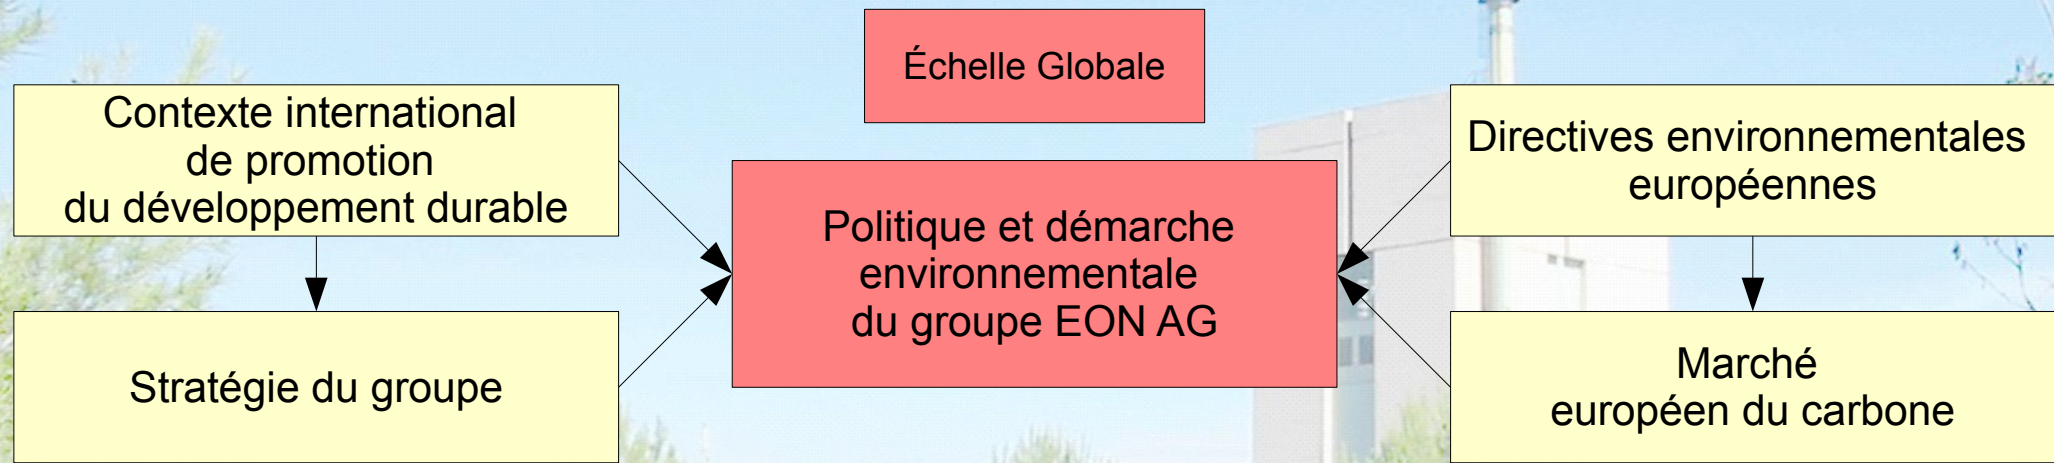 Échelle Globale
Contexte international
de promotion
du développement durable
Directives environnementales
européennes
Politique et démarche
environnementale
du groupe EON AG
Stratégie du groupe
Marché
européen du carbone